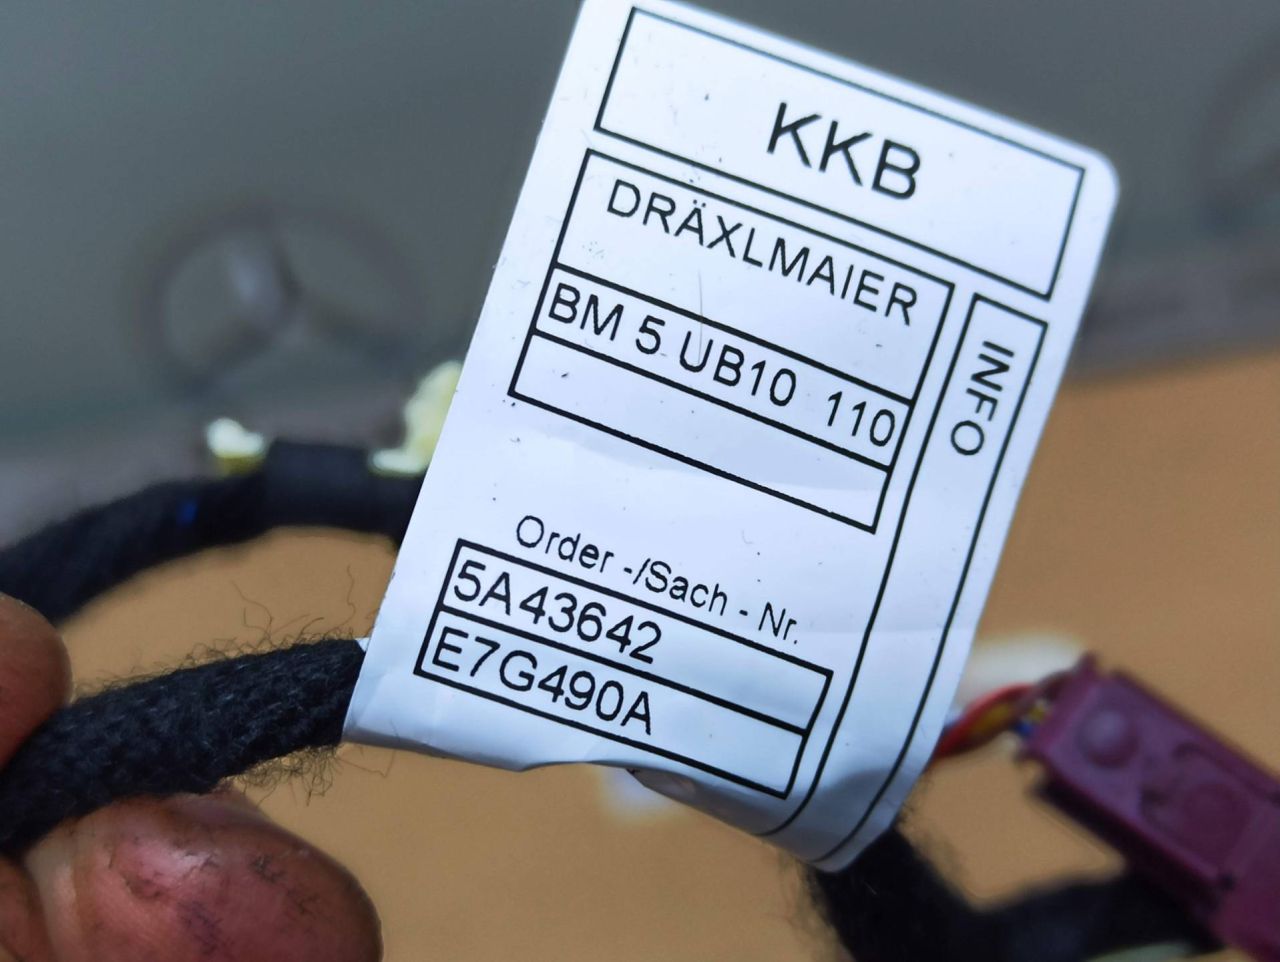 KKB
DRÄXLMAIER
BM 5 UB10 110
INFO
Order -/Sach - Nr.
5A43642
E7G490A